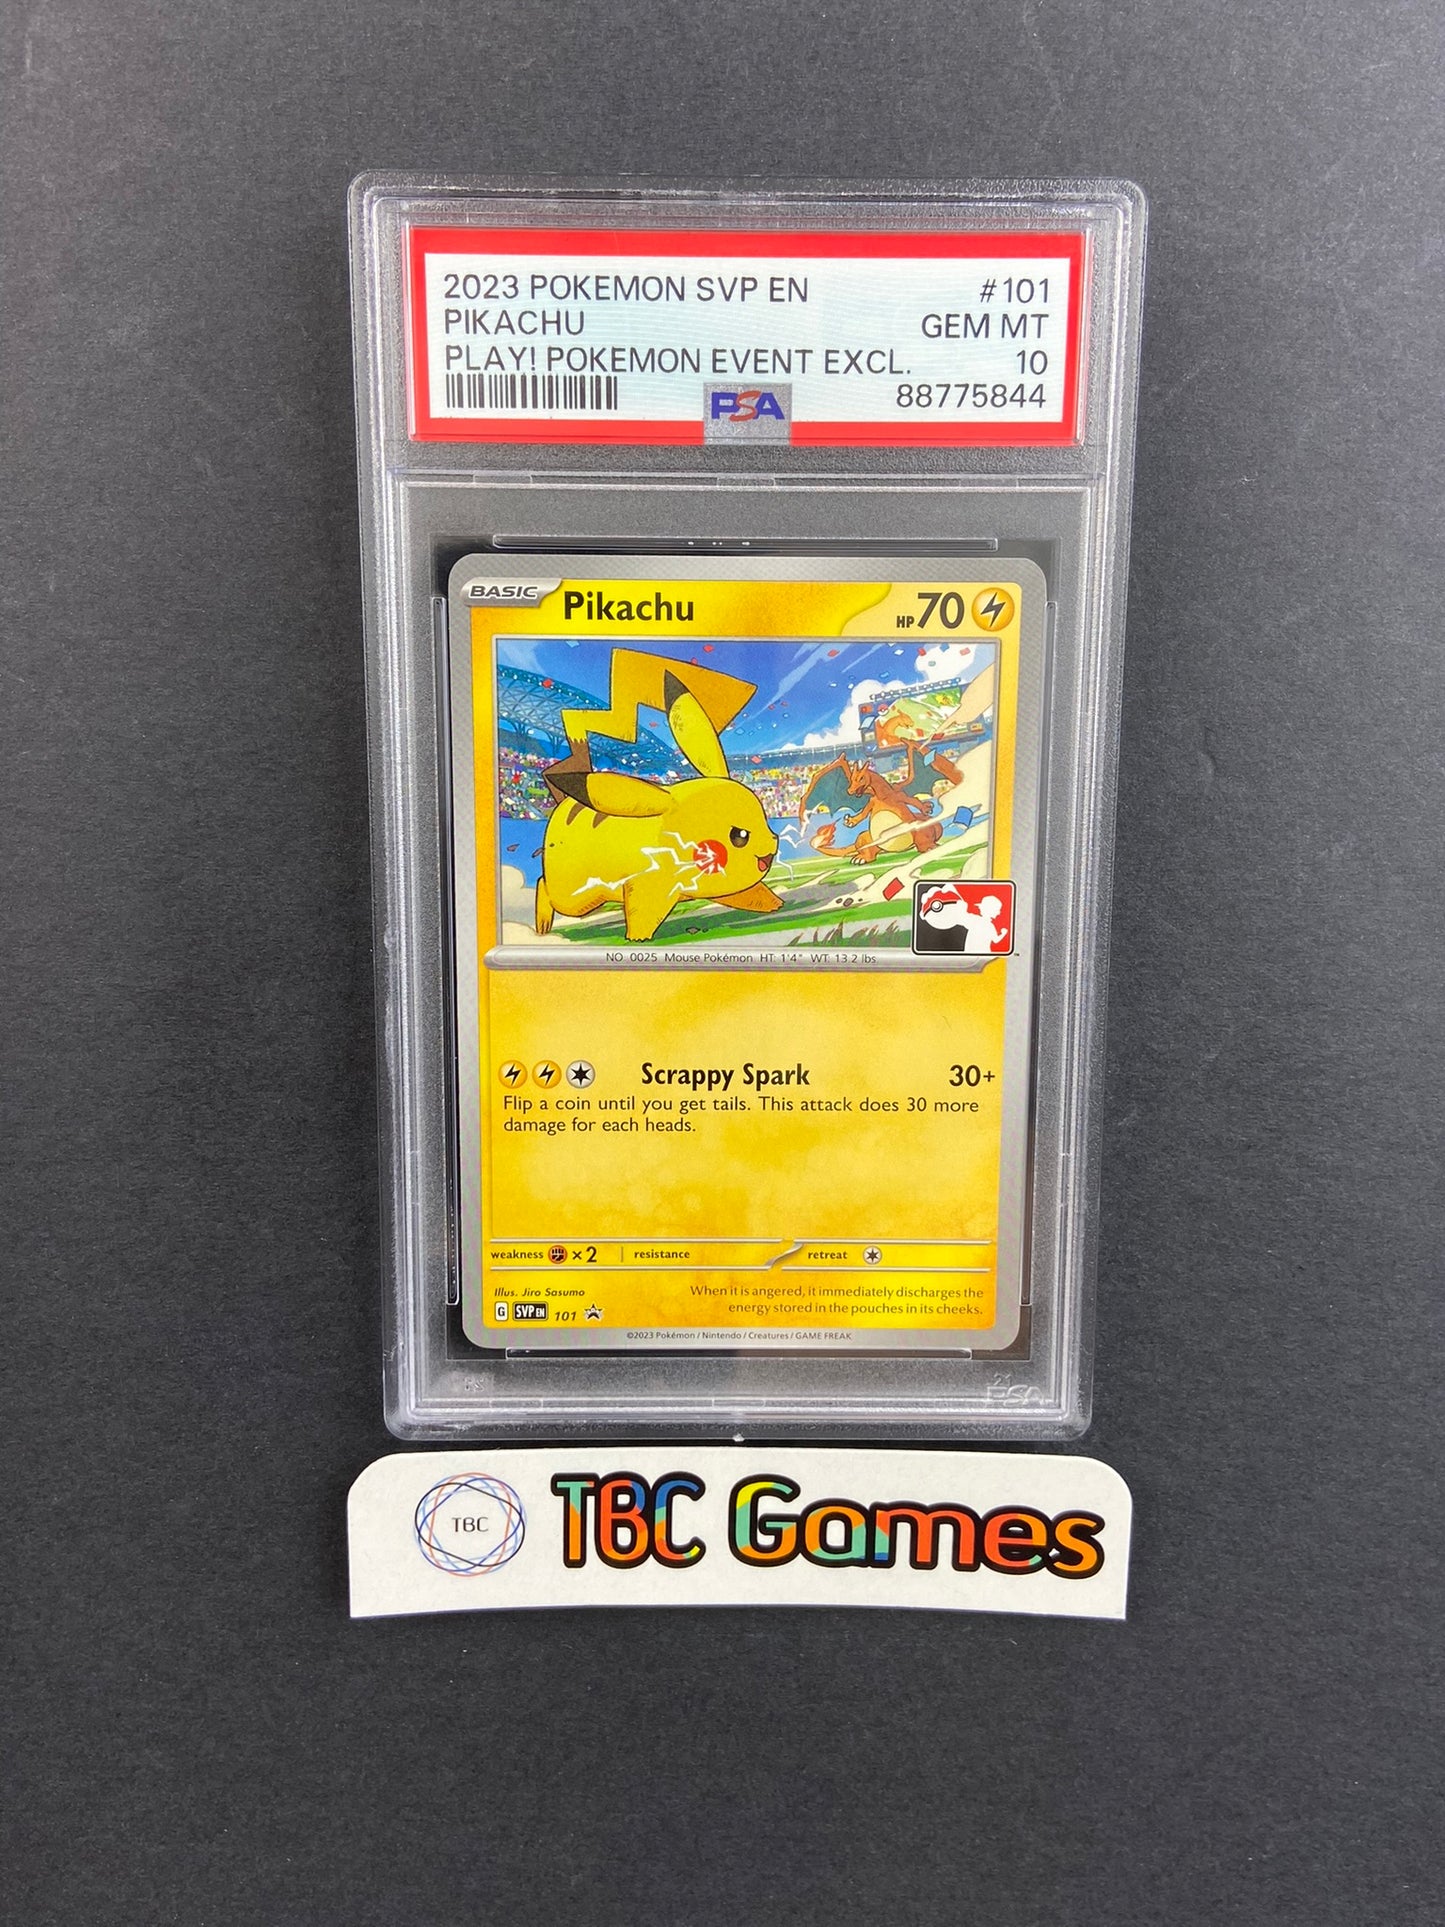 2023 POKEMON SVP EN #101
PIKACHU GEM MT
PLAY! POKEMON EVENT EXCL. 10
88775844
PSA
BASIC Pikachu HP 70
NO 0025 Mouse Pokémon HT: 1'4" WT: 13.2 lbs
Scrappy Spark 30+
Flip a coin until you get tails. This attack does 30 more
damage for each heads.
weakness ×2 resistance retreat
Illus. Jiro Sasumo
When it is angered, it immediately discharges the
energy stored in the pouches in its cheeks.
G SVP EN 101
©2023 Pokémon / Nintendo / Creatures / GAME FREAK
PSA
TBC TBC Games